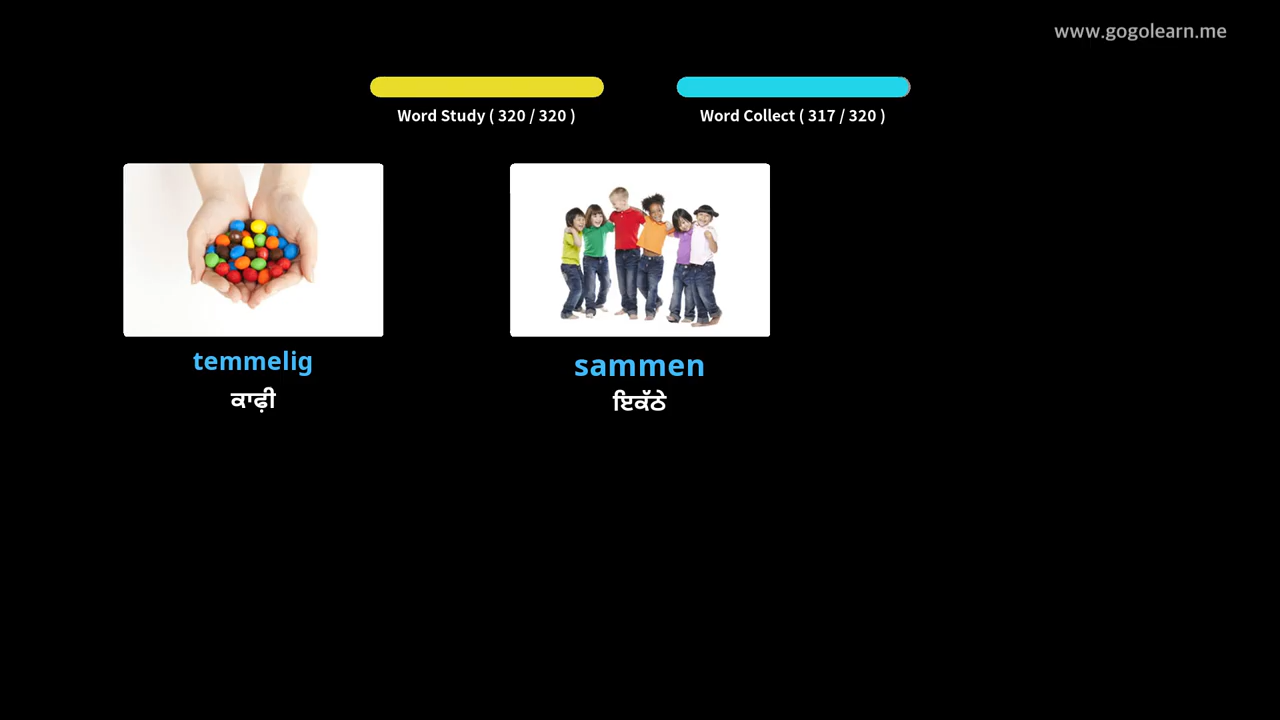 www.gogolearn.me
Word Study ( 320 / 320 )
Word Collect ( 317 / 320 )
temmelig
ਕਾਫ਼ੀ
sammen
ਇਕੱਠੇ